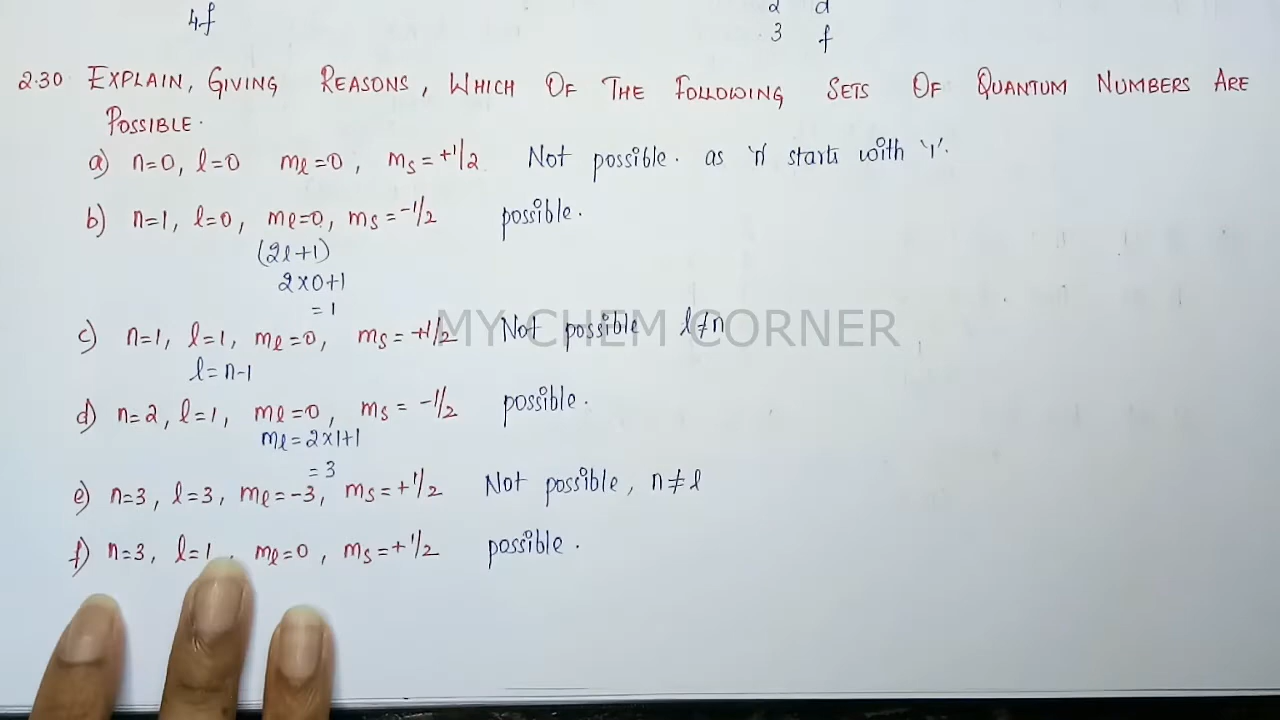 4f
2 d
3 f
2.30 EXPLAIN, GIVING REASONS, WHICH OF THE FOLLOWING SETS OF QUANTUM NUMBERS ARE
POSSIBLE.
a) n=0, l=0 ml=0, ms=+1/2 Not possible. as 'n' starts with '1'.
b) n=1, l=0, ml=0, ms=-1/2 possible.
(2l+1)
2×0+1
=1
MY CHEM CORNER
c) n=1, l=1, ml=0, ms=+1/2 Not possible l≠n
l=n-1
d) n=2, l=1, ml=0, ms=-1/2 possible.
ml=2×1+1
=3
e) n=3, l=3, ml=-3, ms=+1/2 Not possible, n≠l
f) n=3, l=1, ml=0, ms=+1/2 possible.